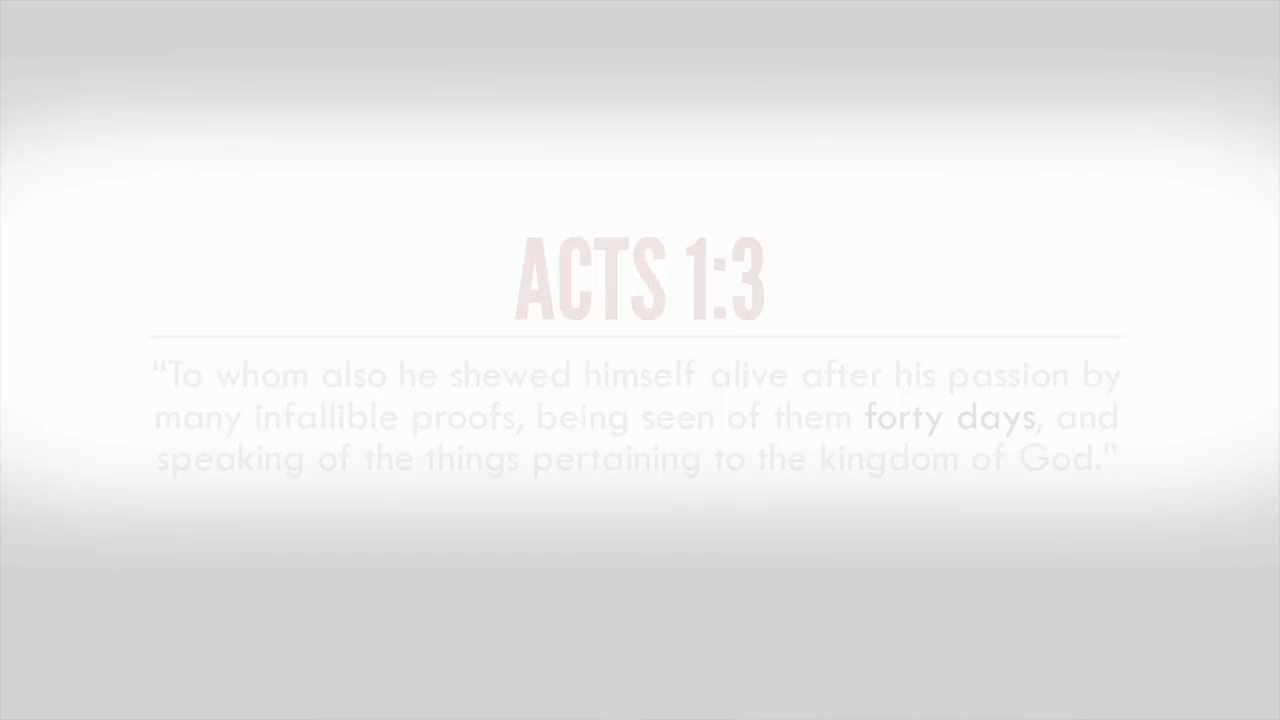 ACTS 1:3
“To whom also he shewed himself alive after his passion by
many infallible proofs, being seen of them forty days, and
speaking of the things pertaining to the kingdom of God.”